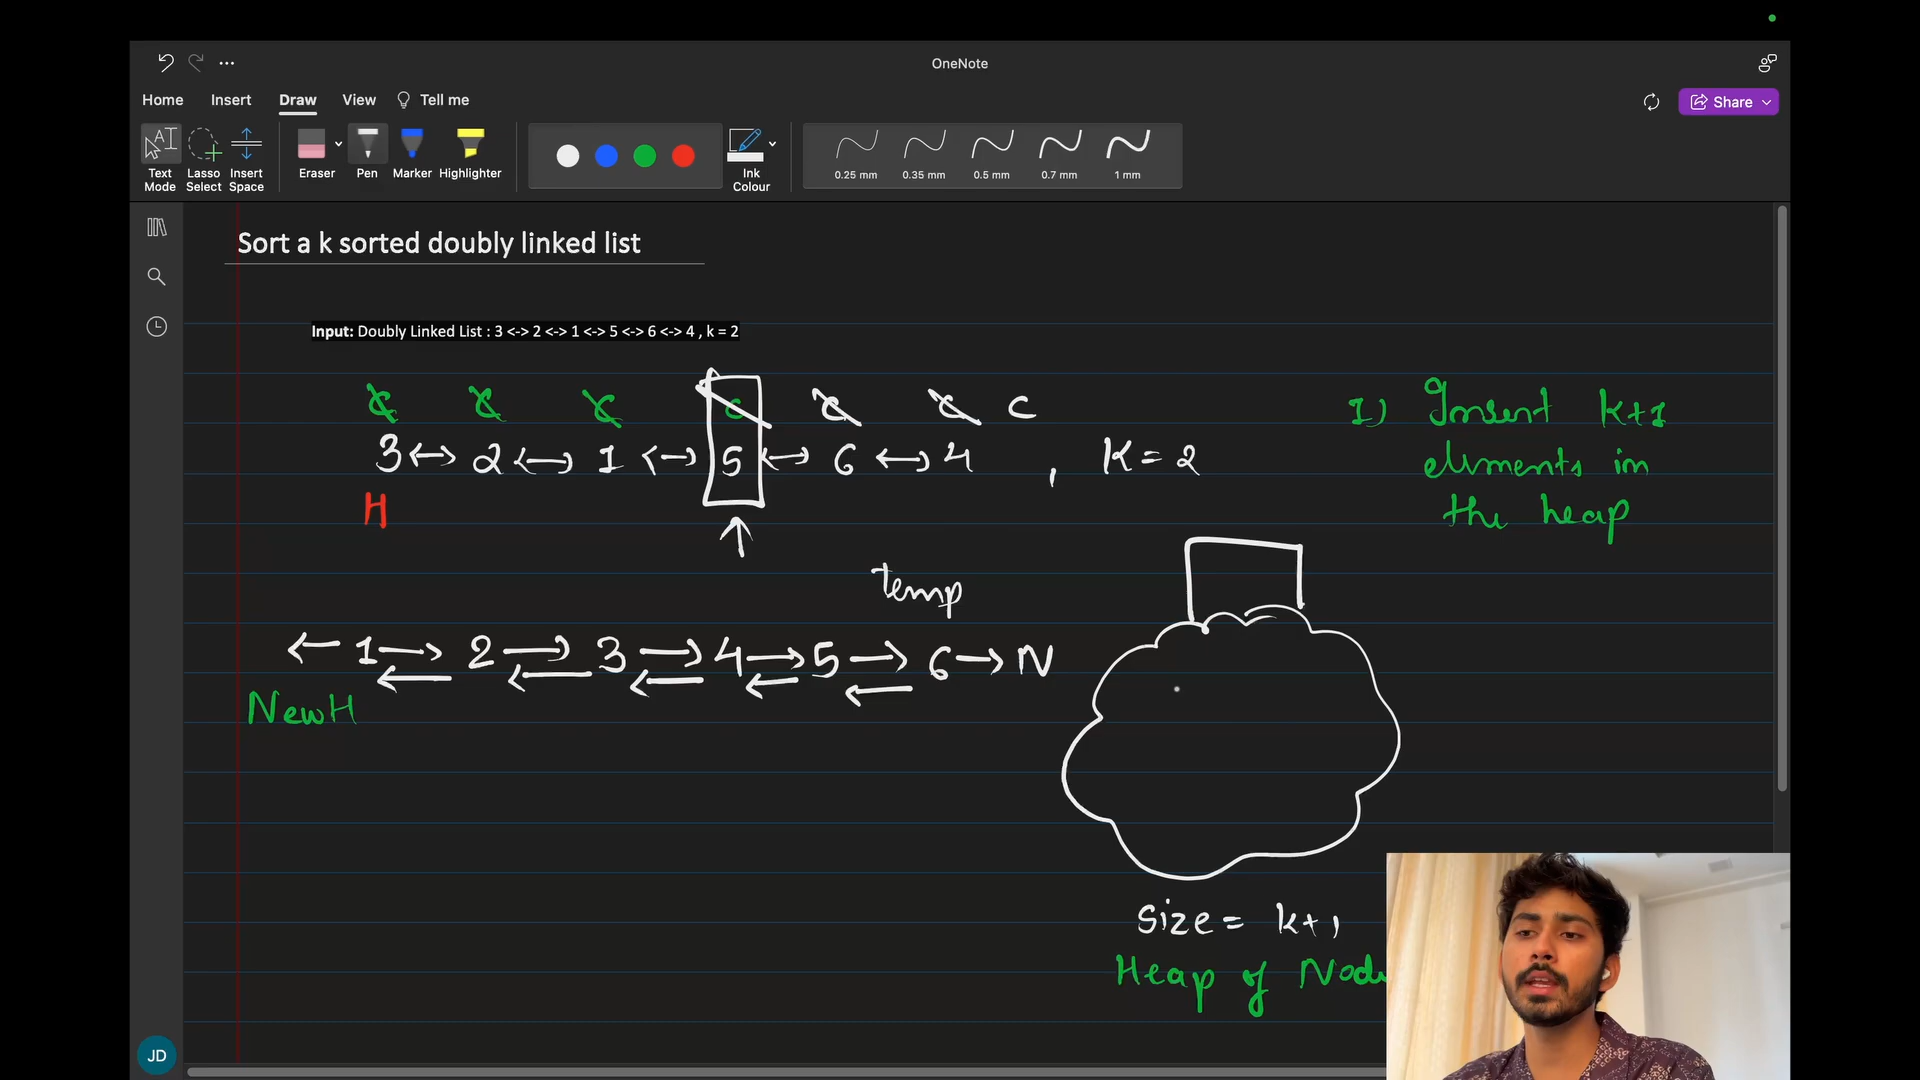 OneNote
Home Insert Draw View Tell me
Share
Text Mode
Lasso Select
Insert Space
Eraser
Pen
Marker
Highlighter
Ink Colour
0.25 mm
0.35 mm
0.5 mm
0.7 mm
1 mm
Sort a k sorted doubly linked list
Input: Doubly Linked List : 3 <-> 2 <-> 1 <-> 5 <-> 6 <-> 4 , k = 2
C C C C C C C
3 <-> 2 <-> 1 <-> 5 <-> 6 <-> 4 , K = 2
H
1) Insert k+1
elements in
the heap
temp
← 1 → 2 → 3 → 4 → 5 → 6 → N
← ← ← ← ←
NewH
Size = k+1
Heap of Node
JD